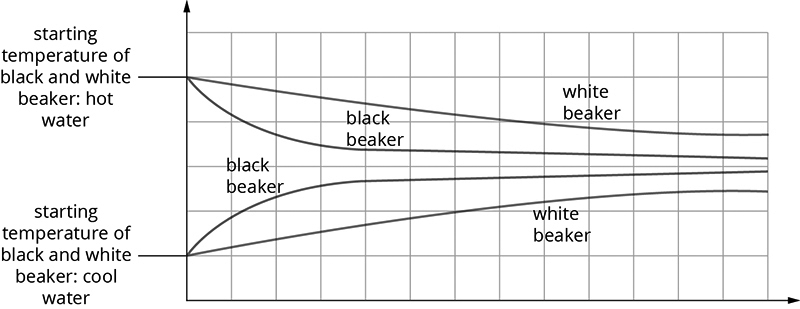 starting
temperature of
black and white
beaker: hot
water
white
beaker
black
beaker
black
beaker
starting
temperature of
black and white
beaker: cool
water
white
beaker